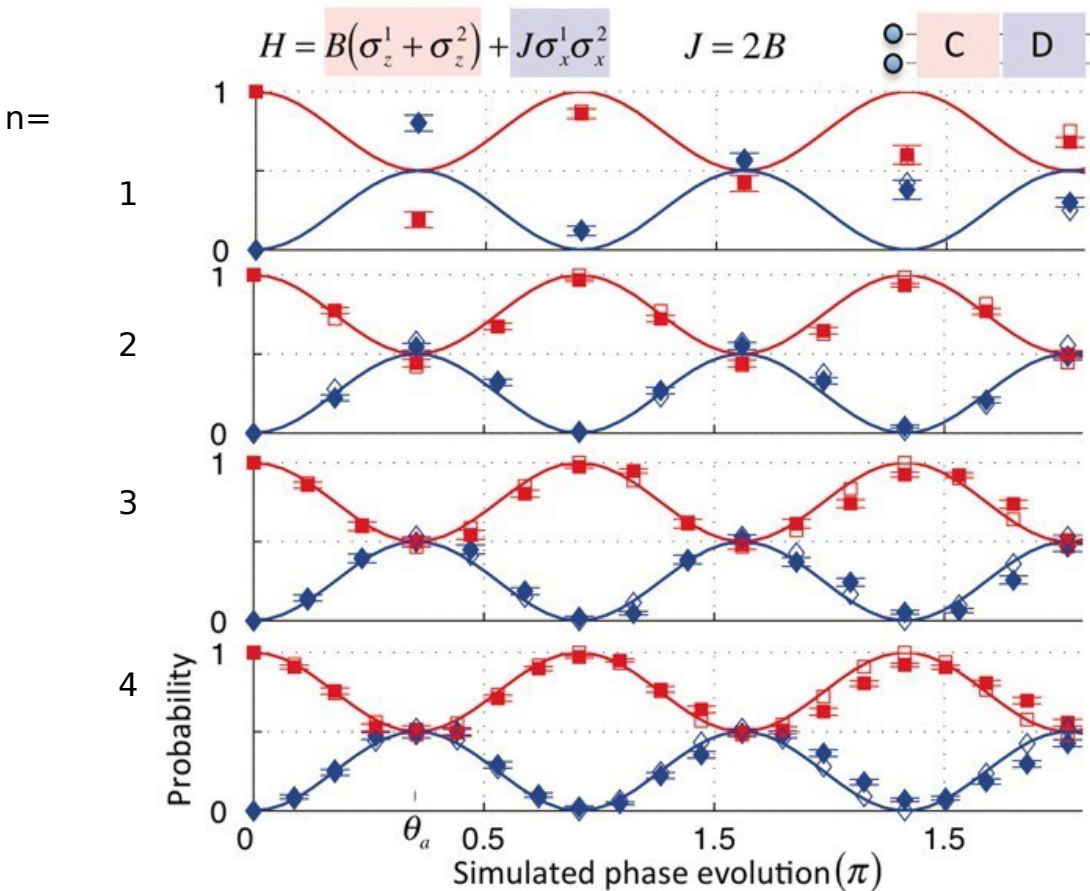 H = B(σ_z^1 + σ_z^2) + Jσ_x^1σ_x^2 J = 2B C D
n=
1
0
1
1
2
0
1
3
0
1
4
0
Probability
0 θ_a 0.5 1.5 1.5
Simulated phase evolution(π)